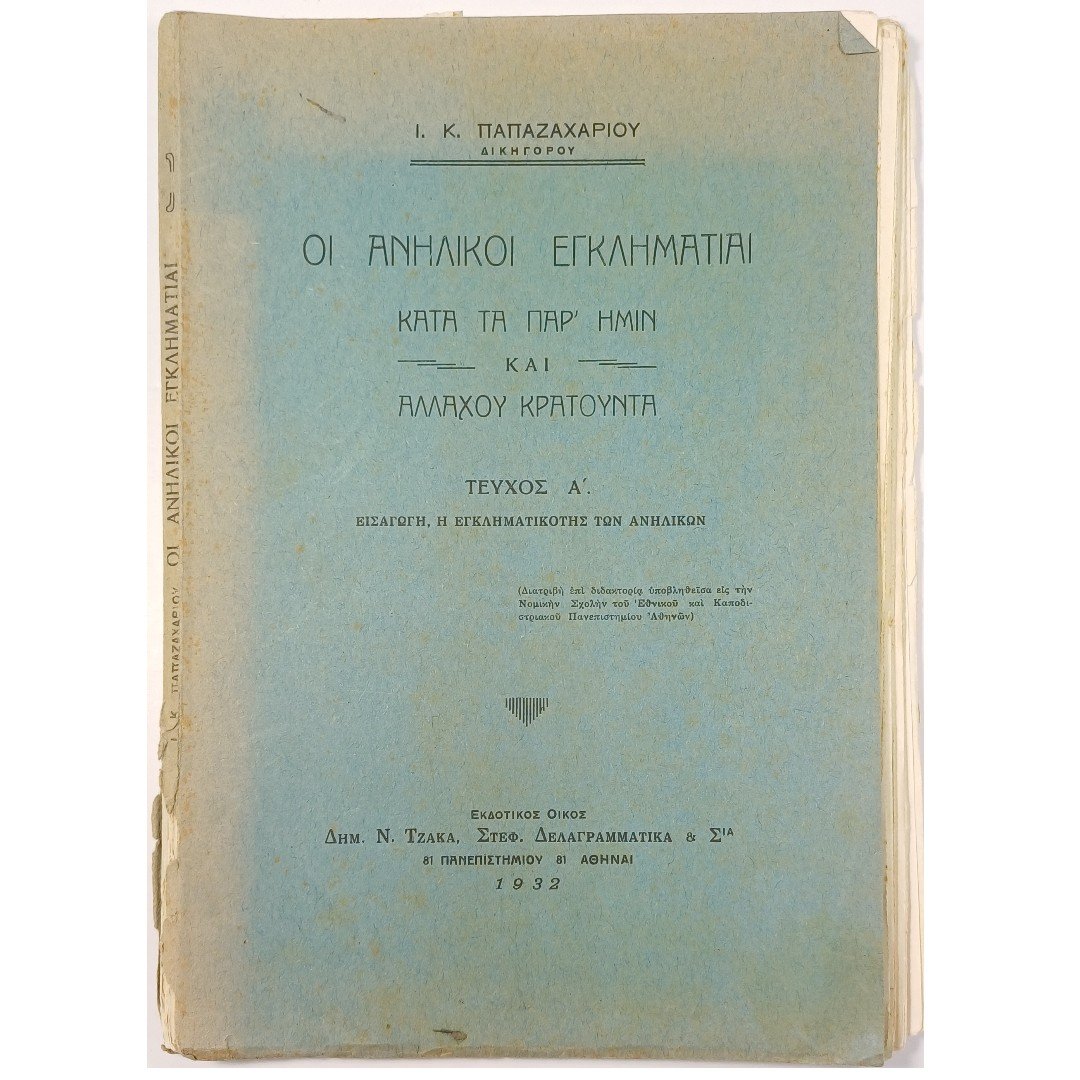 Ι. Κ. ΠΑΠΑΖΑΧΑΡΙΟΥ
ΔΙΚΗΓΟΡΟΥ
ΟΙ ΑΝΗΛΙΚΟΙ ΕΓΚΛΗΜΑΤΙΑΙ
ΚΑΤΑ ΤΑ ΠΑΡ' ΗΜΙΝ
ΚΑΙ
ΑΛΛΑΧΟΥ ΚΡΑΤΟΥΝΤΑ
ΤΕΥΧΟΣ Α΄.
ΕΙΣΑΓΩΓΗ, Η ΕΓΚΛΗΜΑΤΙΚΟΤΗΣ ΤΩΝ ΑΝΗΛΙΚΩΝ
(Διατριβὴ ἐπὶ διδακτορίᾳ ὑποβληθεῖσα εἰς τὴν
Νομικὴν Σχολὴν τοῦ Ἐθνικοῦ καὶ Καποδι-
στριακοῦ Πανεπιστημίου Ἀθηνῶν)
ΕΚΔΟΤΙΚΟΣ ΟΙΚΟΣ
ΔΗΜ. Ν. ΤΖΑΚΑ, ΣΤΕΦ. ΔΕΛΑΓΡΑΜΜΑΤΙΚΑ & ΣΙΑ
81 ΠΑΝΕΠΙΣΤΗΜΙΟΥ 81 ΑΘΗΝΑΙ
1932
Κ ΠΑΠΑΖΑΧΑΡΙΟΥ ΟΙ ΑΝΗΛΙΚΟΙ ΕΓΚΛΗΜΑΤΙΑΙ